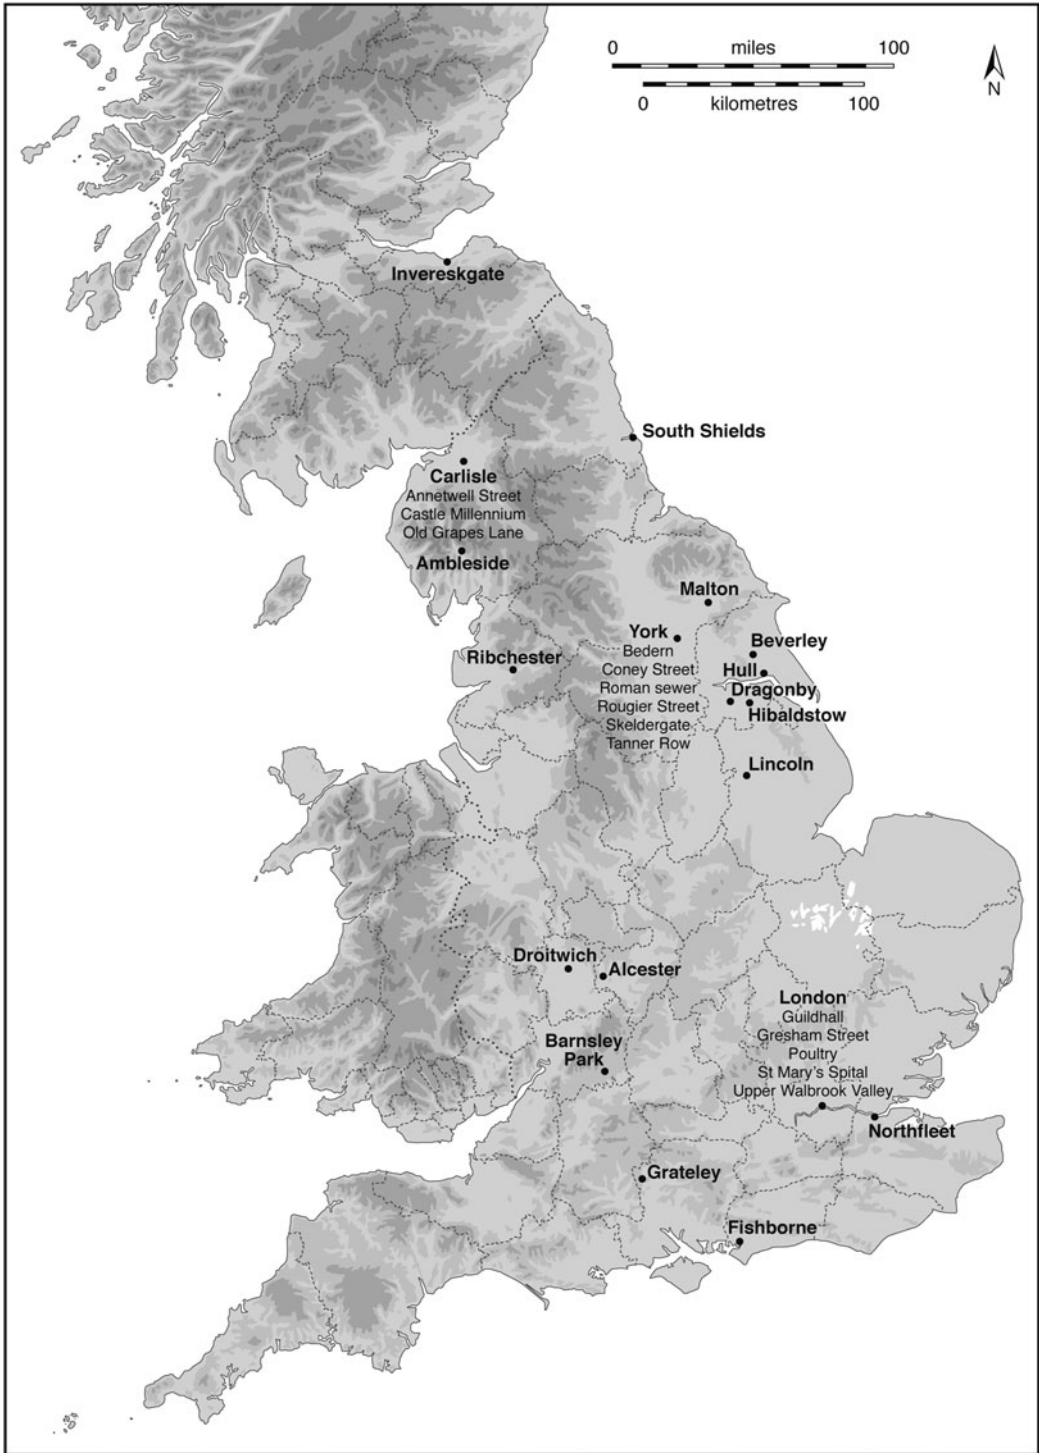 0 miles 100
0 kilometres 100
N
Invereskgate
South Shields
Carlisle
Annetwell Street
Castle Millennium
Old Grapes Lane
Ambleside
Malton
York
Bedern
Coney Street
Roman sewer
Rougier Street
Skeldergate
Tanner Row
Beverley
Hull
Ribchester
Dragonby
Hibaldstow
Lincoln
Droitwich
Alcester
London
Guildhall
Gresham Street
Poultry
St Mary's Spital
Upper Walbrook Valley
Barnsley
Park
Northfleet
Grateley
Fishborne